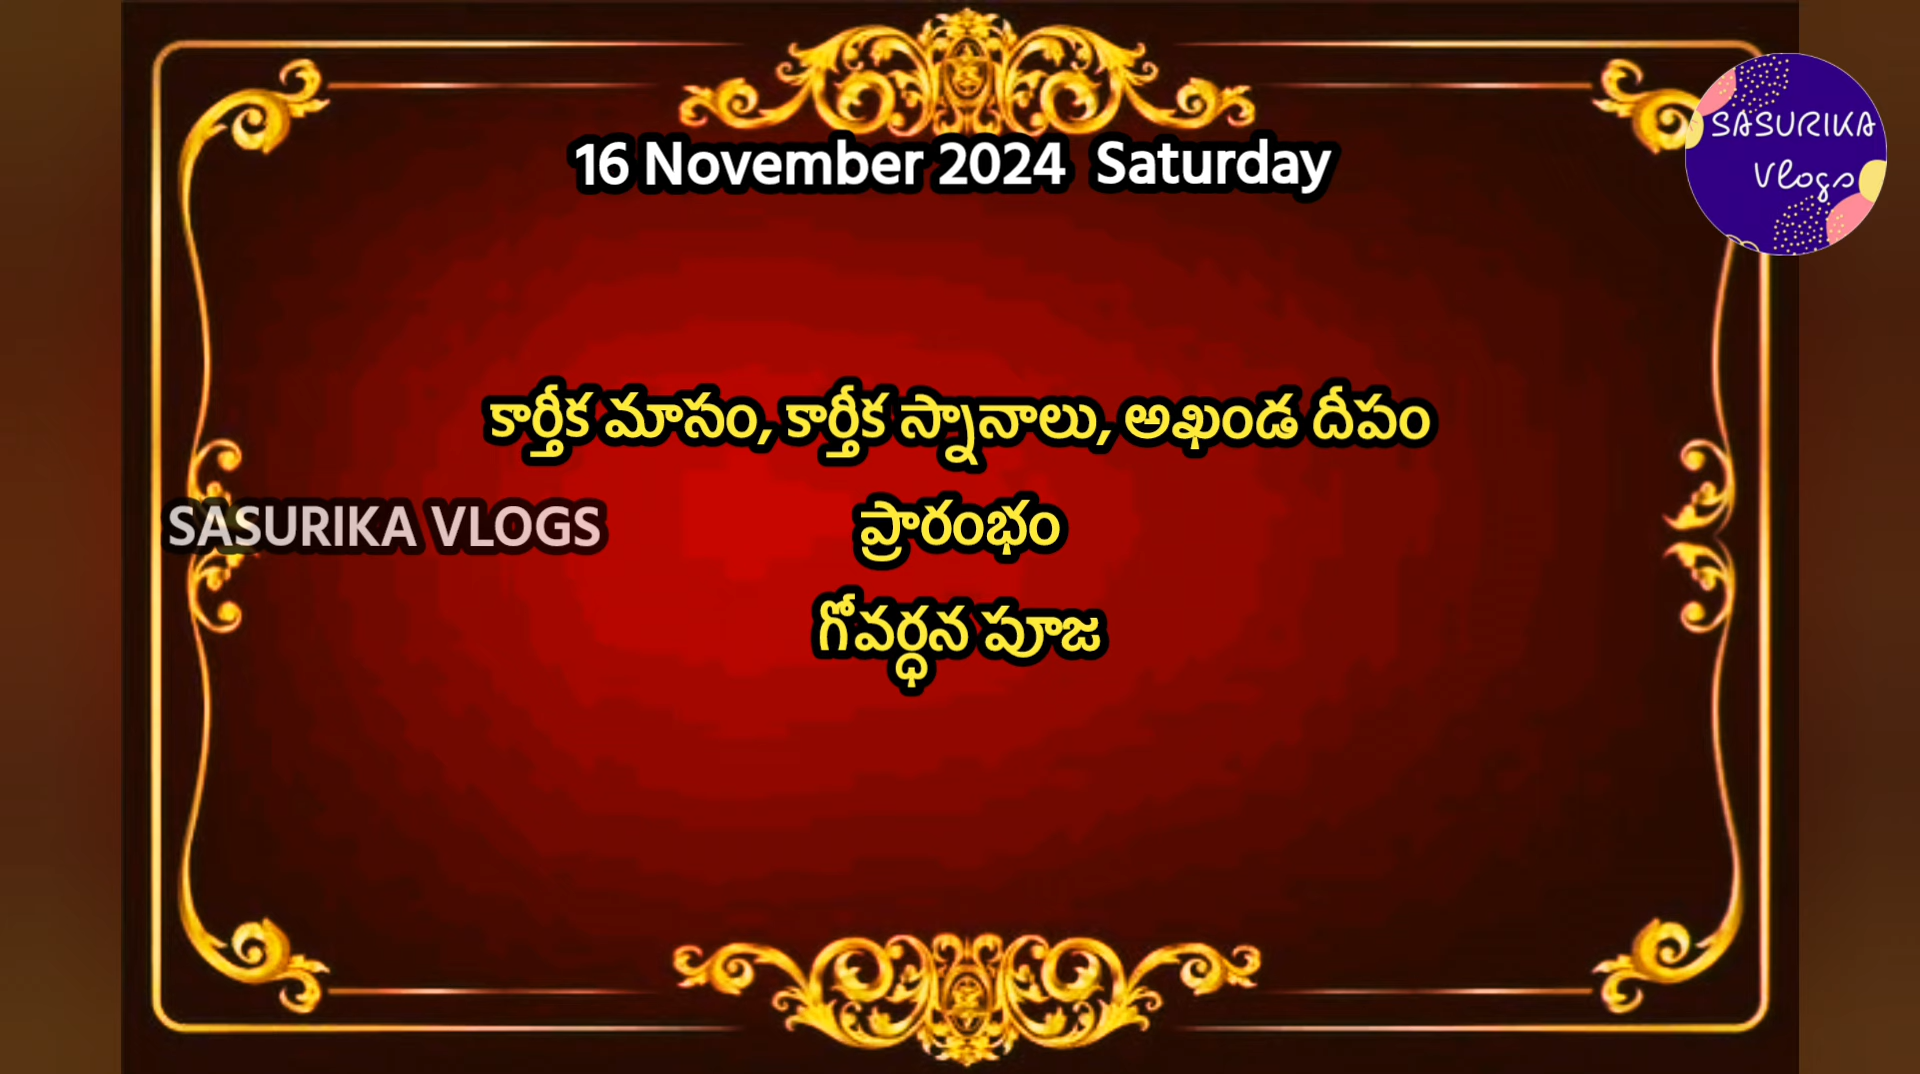 16 November 2024 Saturday
SASURIKA
Vlogs
కార్తీక మాసం, కార్తీక స్నానాలు, అఖండ దీపం
ప్రారంభం
SASURIKA VLOGS
గోవర్ధన పూజ